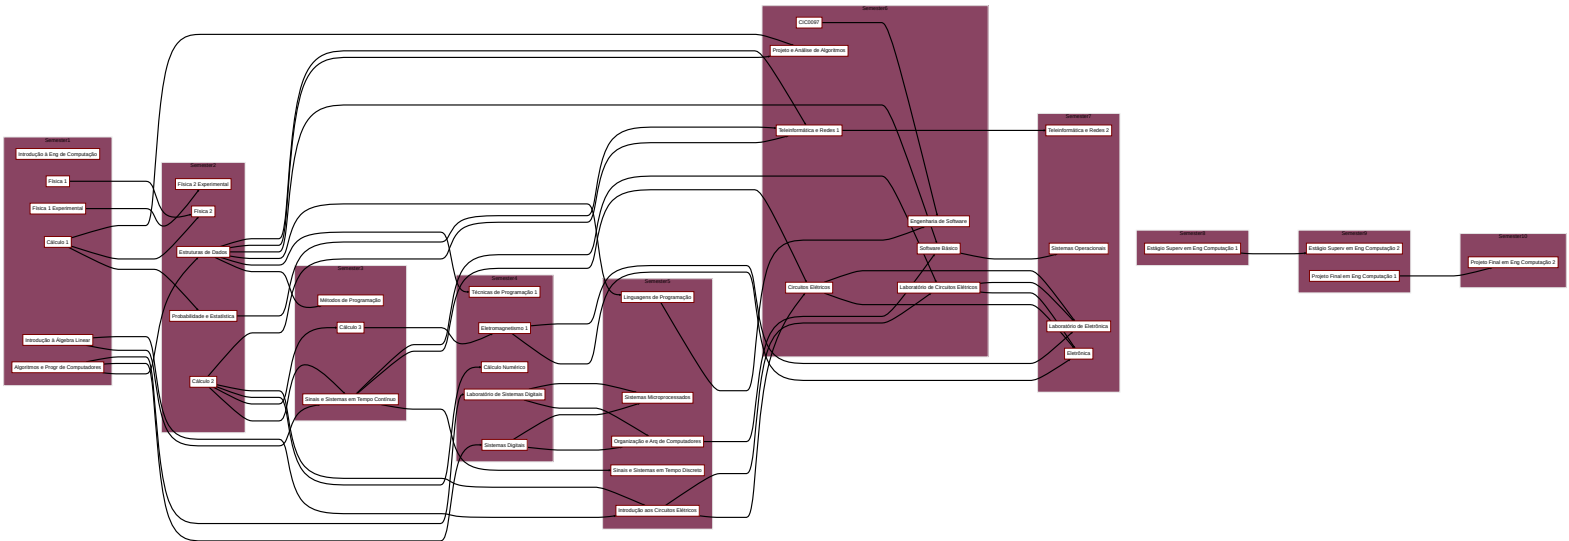 Semester1
Introdução à Eng de Computação
Física 1
Física 1 Experimental
Cálculo 1
Introdução à Álgebra Linear
Algoritmos e Progr de Computadores
Semester2
Física 2 Experimental
Física 2
Estruturas de Dados
Probabilidade e Estatística
Cálculo 2
Semester3
Métodos de Programação
Cálculo 3
Sinais e Sistemas em Tempo Contínuo
Semester4
Técnicas de Programação 1
Eletromagnetismo 1
Cálculo Numérico
Laboratório de Sistemas Digitais
Sistemas Digitais
Semester5
Linguagens de Programação
Sistemas Microprocessados
Organização e Arq de Computadores
Sinais e Sistemas em Tempo Discreto
Introdução aos Circuitos Elétricos
Semester6
CIC0097
Projeto e Análise de Algoritmos
Teleinformática e Redes 1
Engenharia de Software
Software Básico
Circuitos Elétricos
Laboratório de Circuitos Elétricos
Semester7
Teleinformática e Redes 2
Sistemas Operacionais
Laboratório de Eletrônica
Eletrônica
Semester8
Estágio Superv em Eng Computação 1
Semester9
Estágio Superv em Eng Computação 2
Projeto Final em Eng Computação 1
Semester10
Projeto Final em Eng Computação 2